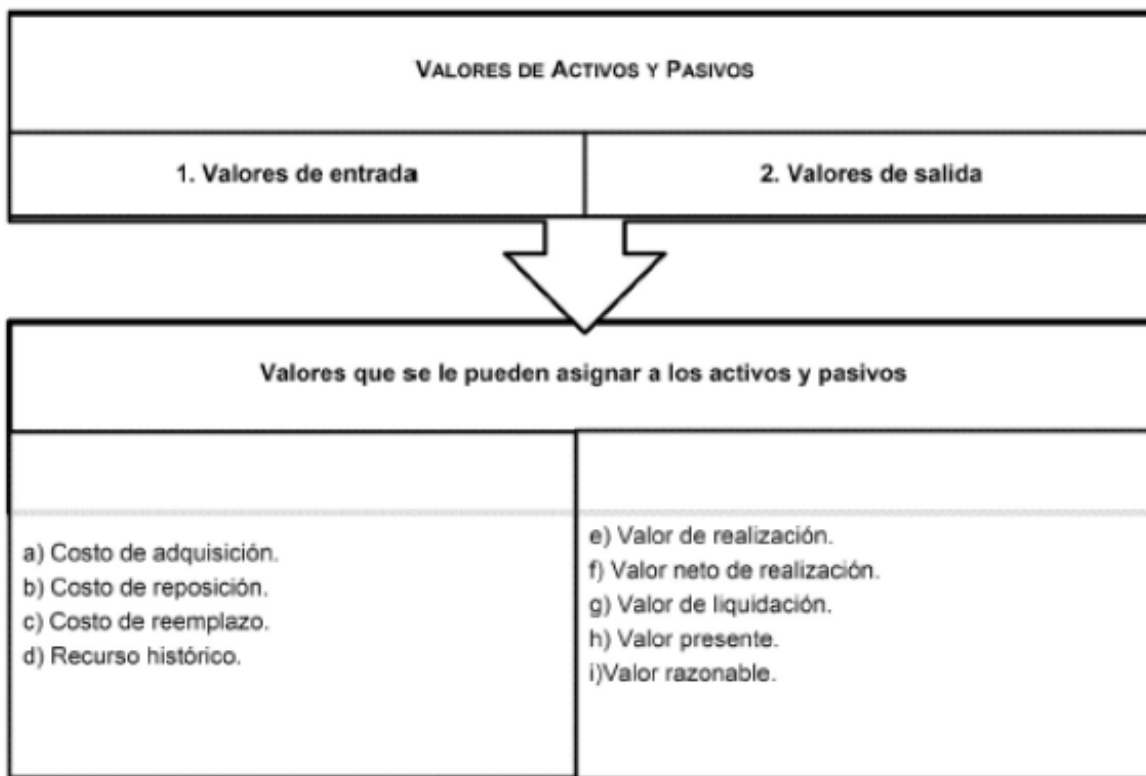 VALORES DE ACTIVOS Y PASIVOS
1. Valores de entrada
2. Valores de salida
Valores que se le pueden asignar a los activos y pasivos
a) Costo de adquisición.
b) Costo de reposición.
c) Costo de reemplazo.
d) Recurso histórico.
e) Valor de realización.
f) Valor neto de realización.
g) Valor de liquidación.
h) Valor presente.
i)Valor razonable.